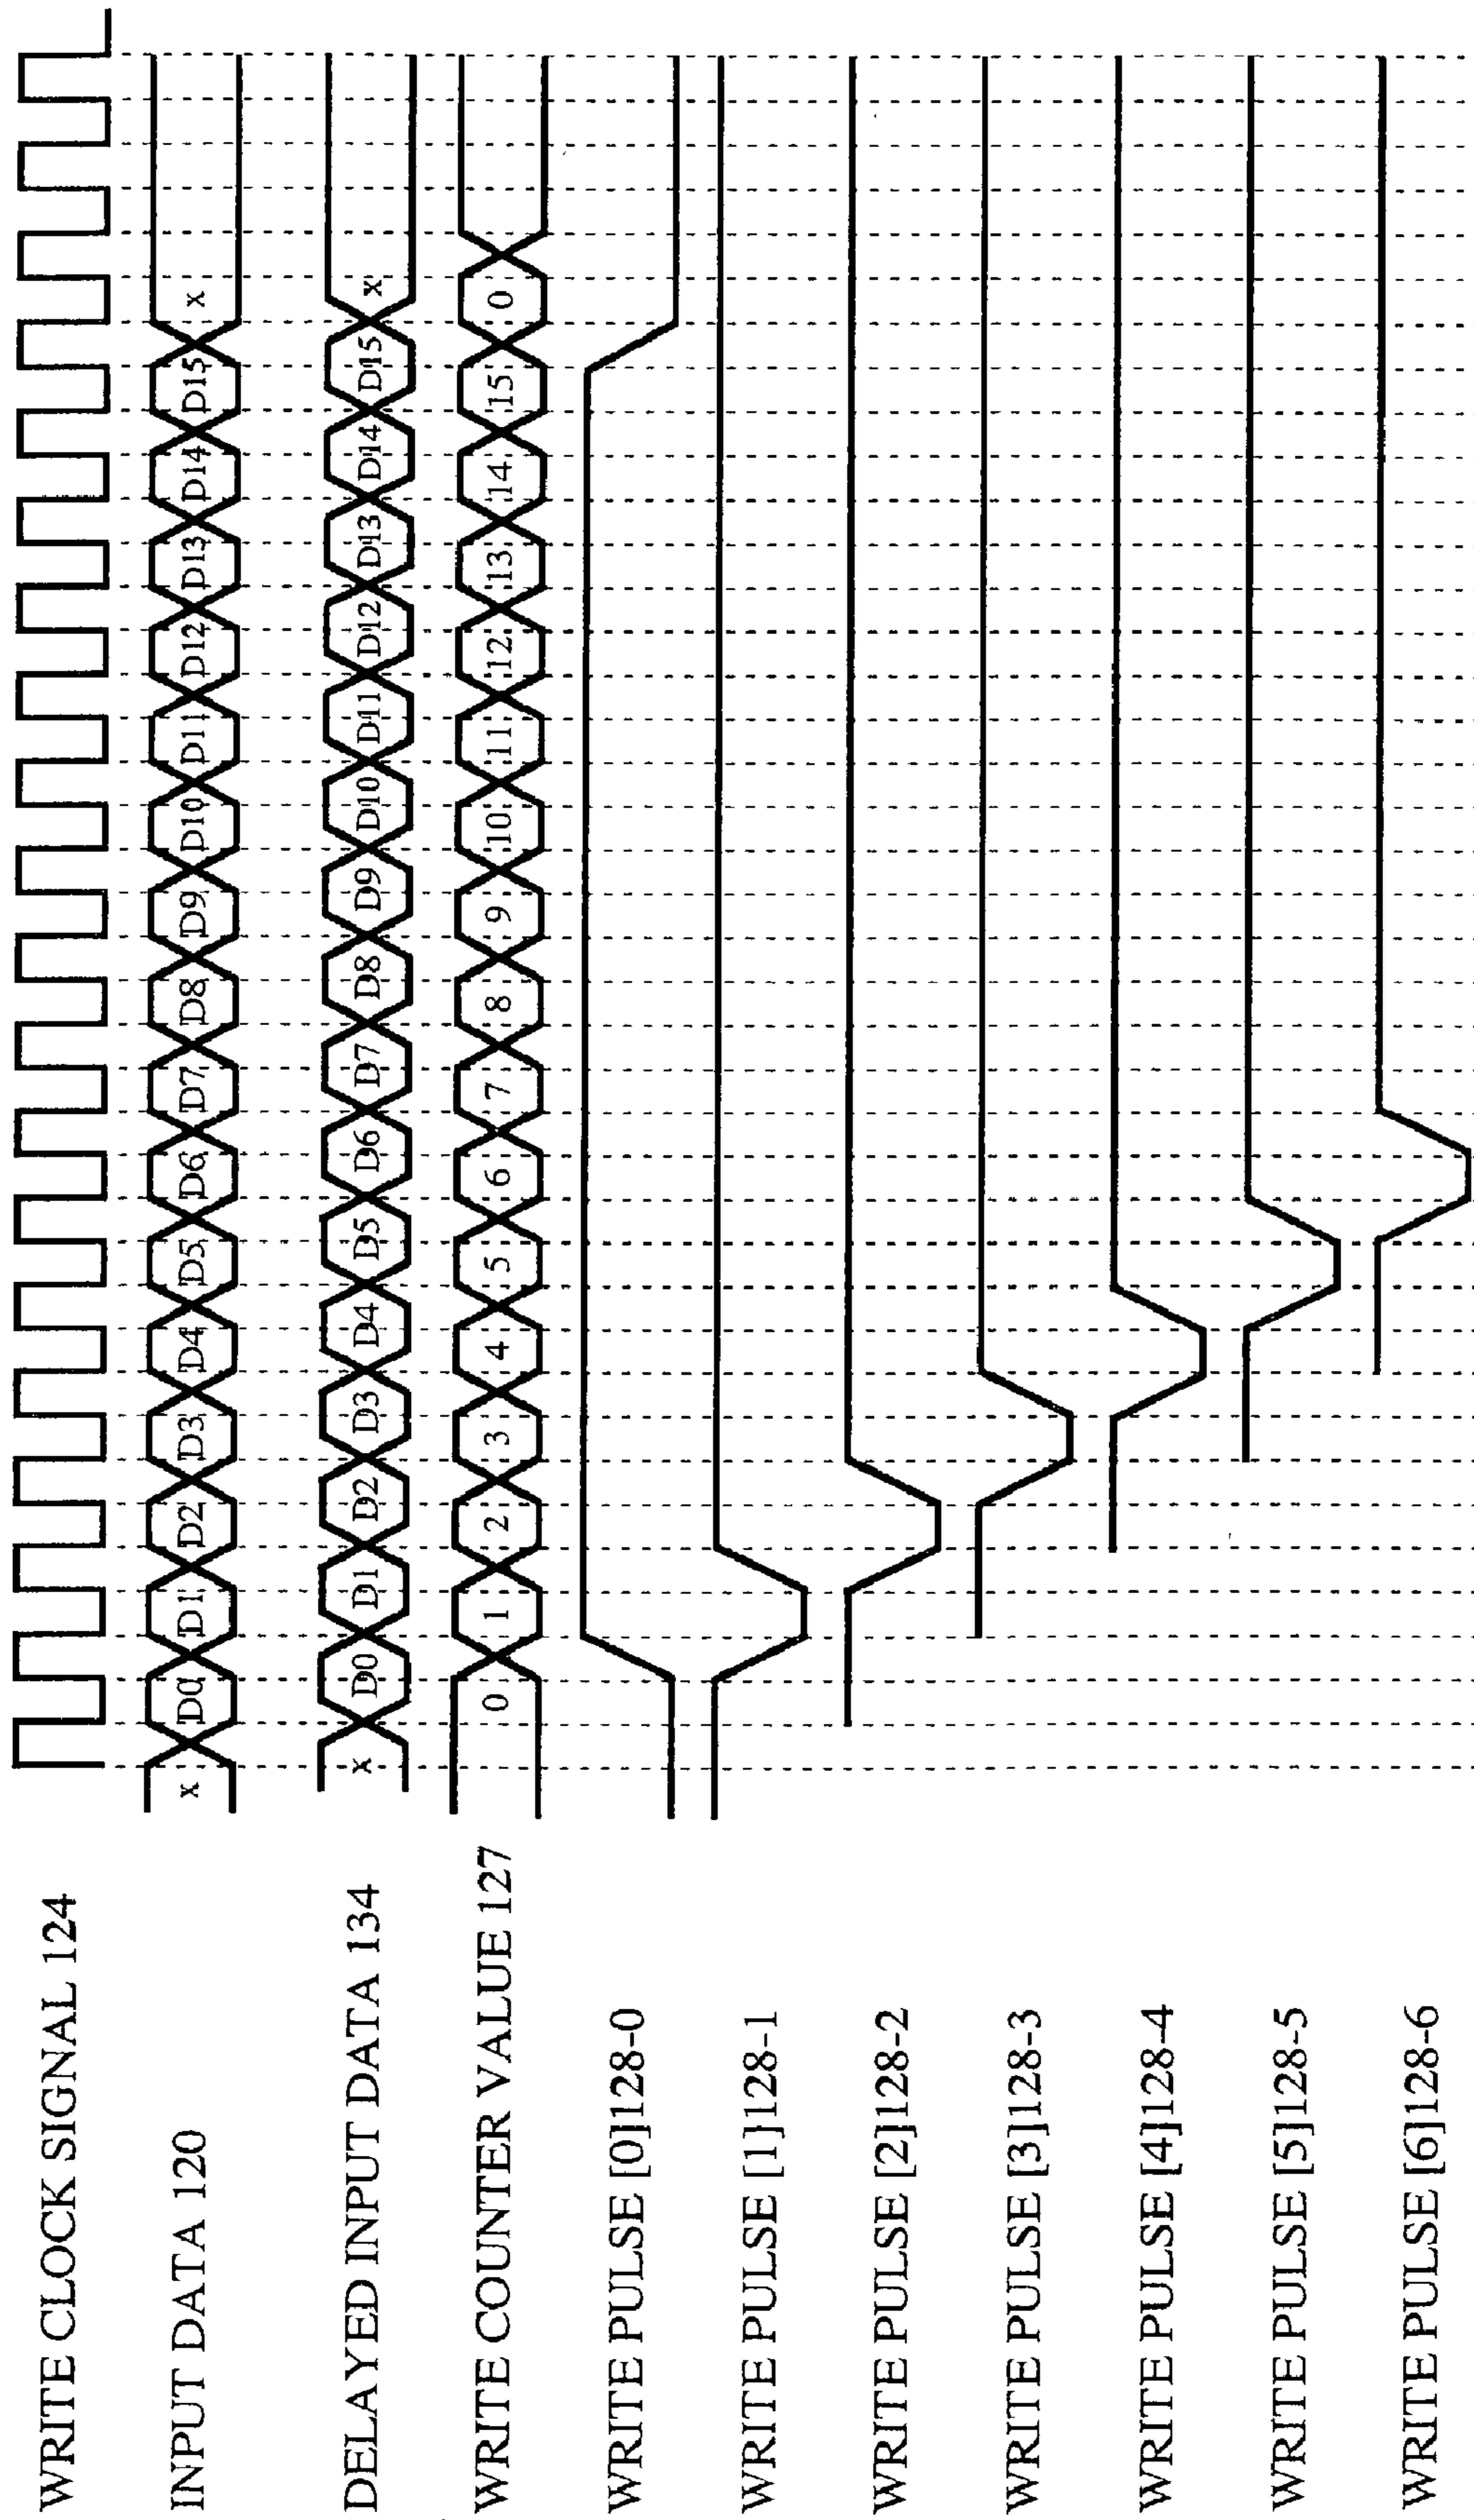 WRITE CLOCK SIGNAL 124
INPUT DATA 120
x D0 D1 D2 D3 D4 D5 D6 D7 D8 D9 D10 D11 D12 D13 D14 D15 x
DELAYED INPUT DATA 134
x D0 D1 D2 D3 D4 D5 D6 D7 D8 D9 D10 D11 D12 D13 D14 D15 x
WRITE COUNTER VALUE 127
0 1 2 3 4 5 6 7 8 9 10 11 12 13 14 15 0
WRITE PULSE [0]128-0
WRITE PULSE [1]128-1
WRITE PULSE [2]128-2
WRITE PULSE [3]128-3
WRITE PULSE [4]128-4
WRITE PULSE [5]128-5
WRITE PULSE [6]128-6